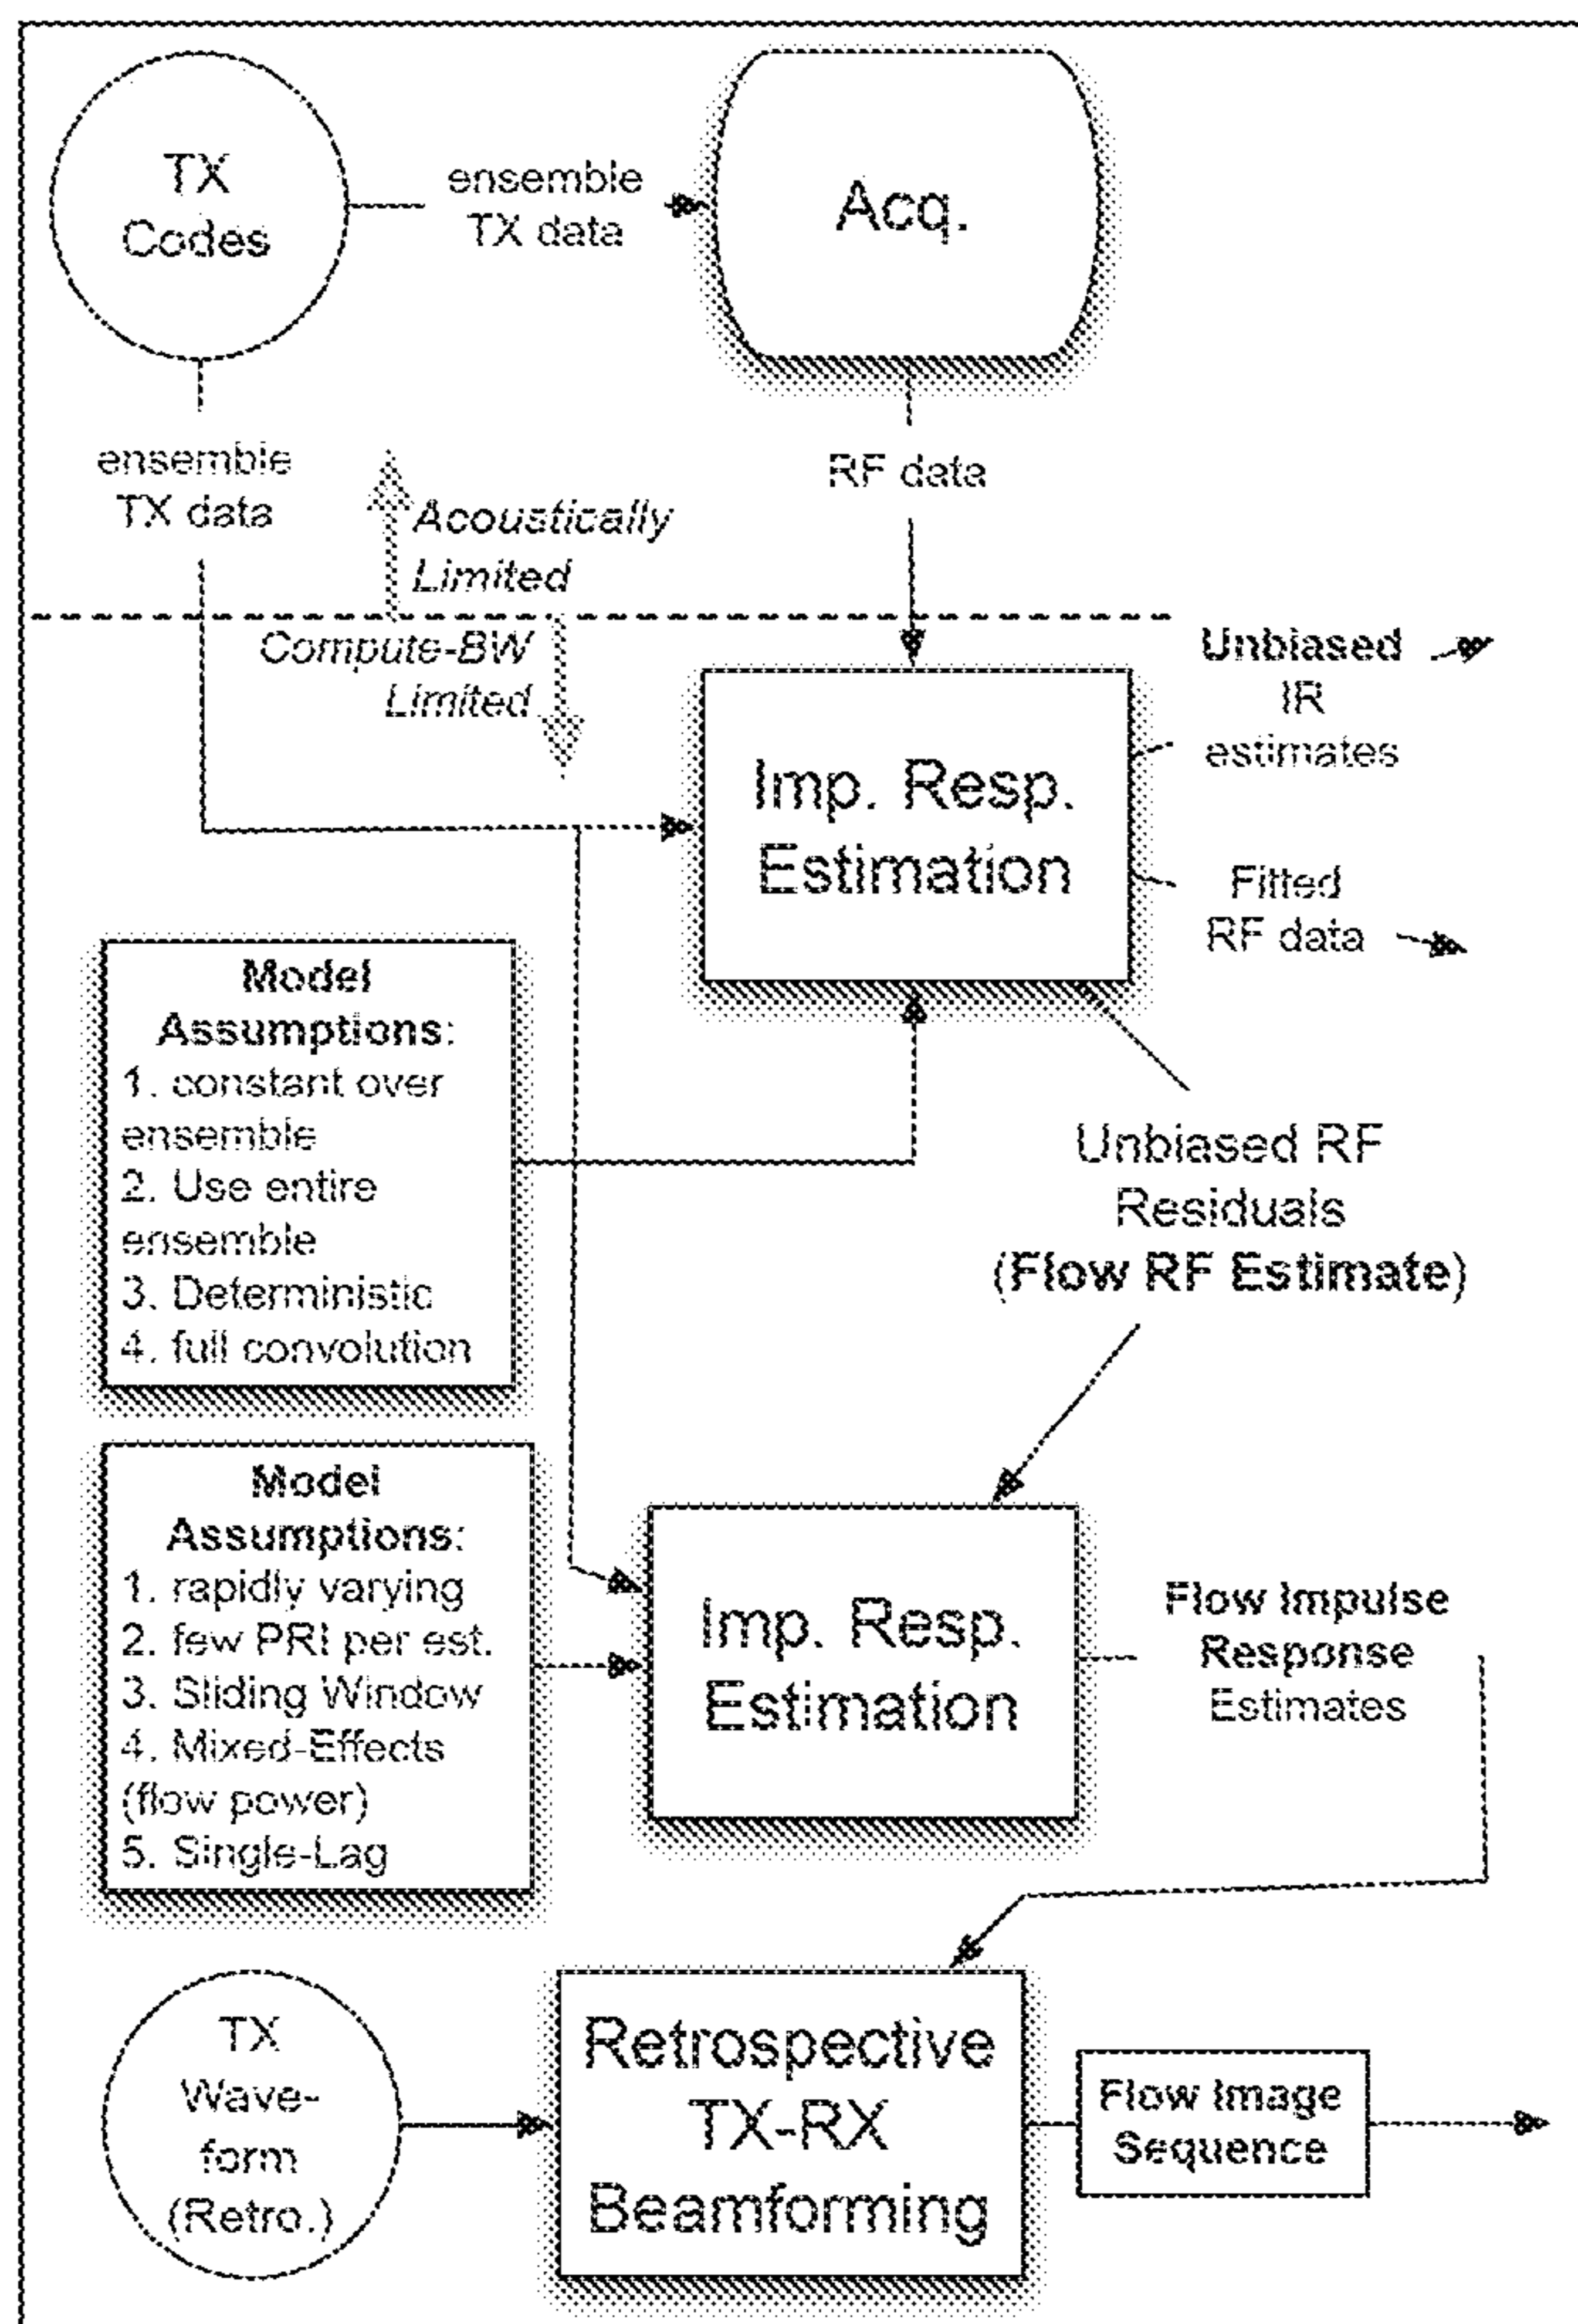 TX
Codes
ensemble
TX data
Acq.
ensemble
TX data
RF data
Acoustically
Limited
Compute-BW
Limited
Unbiased
IR
estimates
Imp. Resp.
Estimation
Fitted
RF data
Model
Assumptions:
1. constant over
ensemble
2. Use entire
ensemble
3. Deterministic
4. full convolution
Unbiased RF
Residuals
(Flow RF Estimate)
Model
Assumptions:
1. rapidly varying
2. few PRI per est.
3. Sliding Window
4. Mixed-Effects
(flow power)
5. Single-Lag
Imp. Resp.
Estimation
Flow Impulse
Response
Estimates
TX
Wave-
form
(Retro.)
Retrospective
TX-RX
Beamforming
Flow Image
Sequence